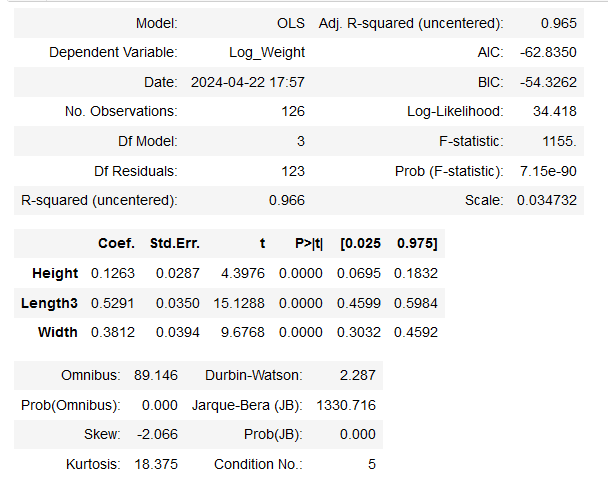 Model: OLS Adj. R-squared (uncentered): 0.965
Dependent Variable: Log_Weight AIC: -62.8350
Date: 2024-04-22 17:57 BIC: -54.3262
No. Observations: 126 Log-Likelihood: 34.418
Df Model: 3 F-statistic: 1155.
Df Residuals: 123 Prob (F-statistic): 7.15e-90
R-squared (uncentered): 0.966 Scale: 0.034732
Coef. Std.Err. t P>|t| [0.025 0.975]
Height 0.1263 0.0287 4.3976 0.0000 0.0695 0.1832
Length3 0.5291 0.0350 15.1288 0.0000 0.4599 0.5984
Width 0.3812 0.0394 9.6768 0.0000 0.3032 0.4592
Omnibus: 89.146 Durbin-Watson: 2.287
Prob(Omnibus): 0.000 Jarque-Bera (JB): 1330.716
Skew: -2.066 Prob(JB): 0.000
Kurtosis: 18.375 Condition No.: 5